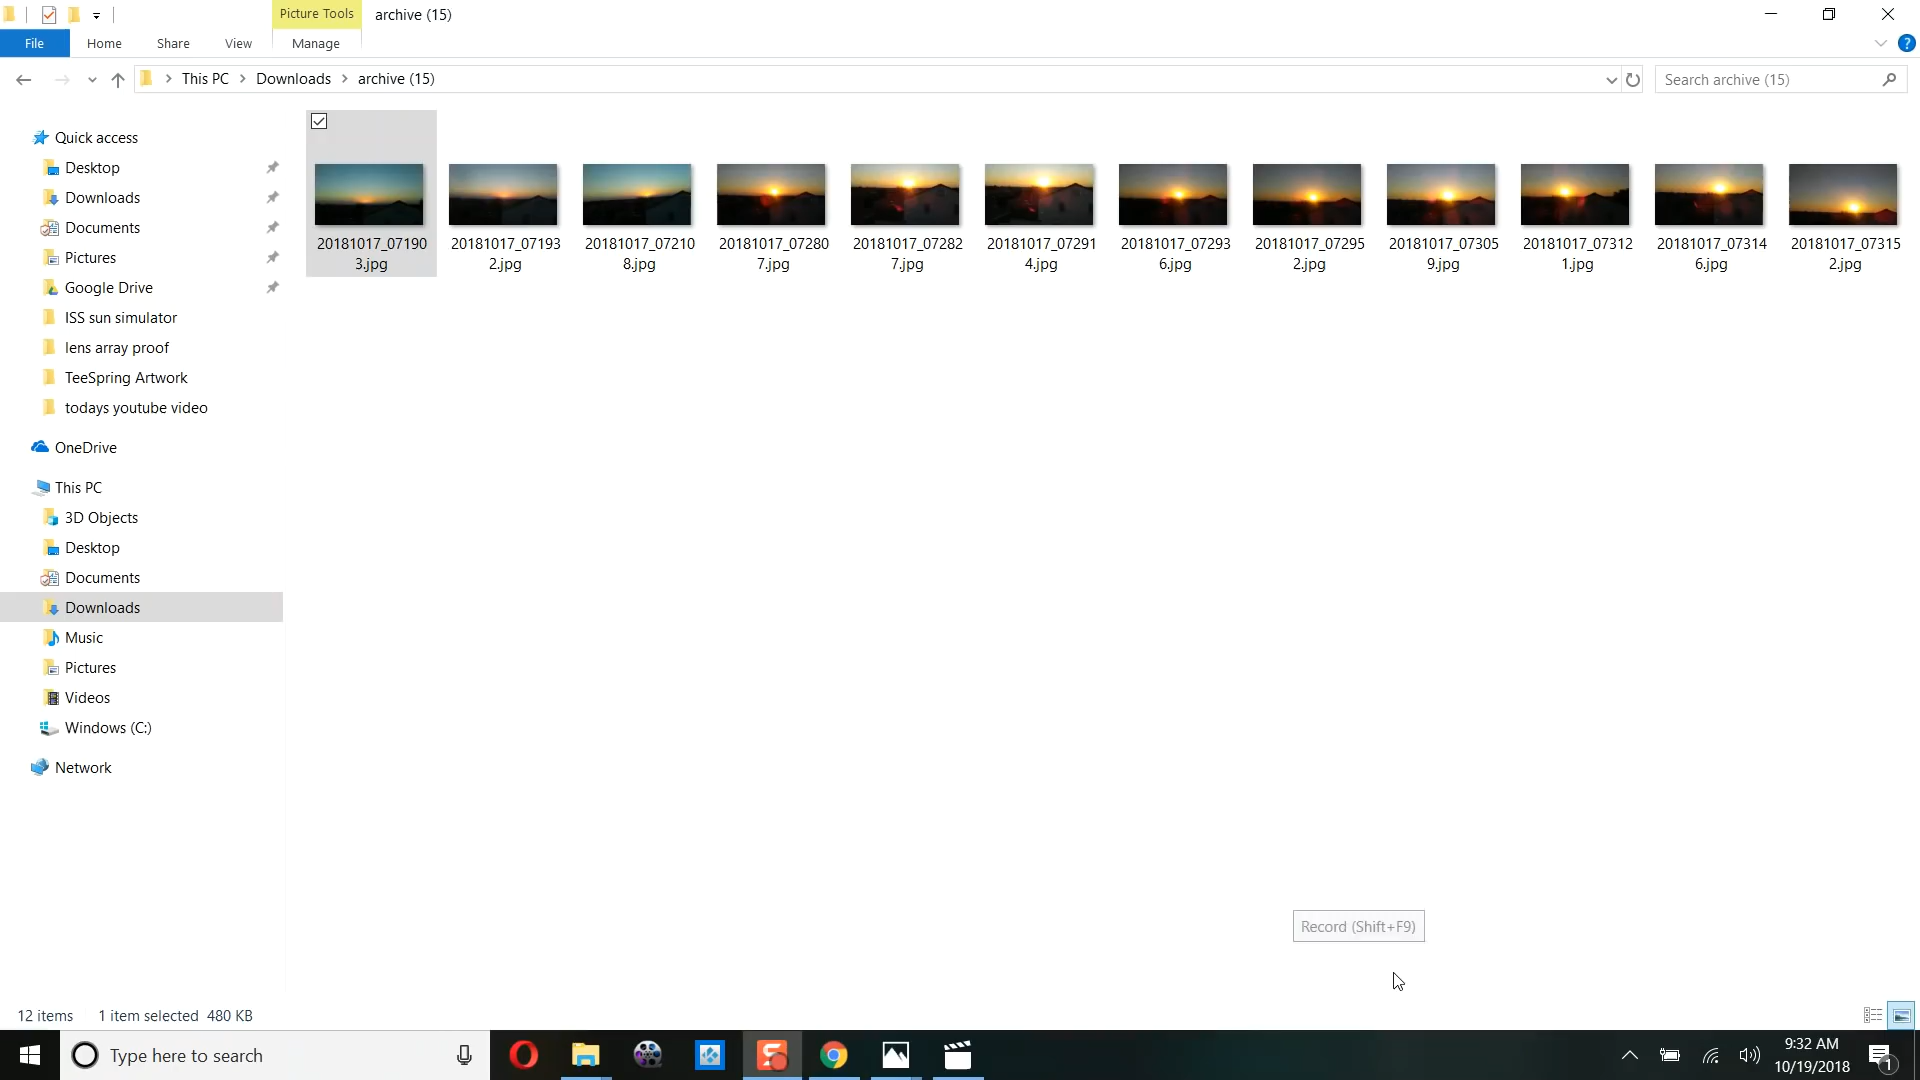 Picture Tools
archive (15)
File
Home
Share
View
Manage
This PC
Downloads
archive (15)
Search archive (15)
Quick access
Desktop
Downloads
Documents
Pictures
Google Drive
ISS sun simulator
lens array proof
TeeSpring Artwork
todays youtube video
OneDrive
This PC
3D Objects
Desktop
Documents
Downloads
Music
Pictures
Videos
Windows (C:)
Network
20181017_07190
3.jpg
20181017_07193
2.jpg
20181017_07210
8.jpg
20181017_07280
7.jpg
20181017_07282
7.jpg
20181017_07291
4.jpg
20181017_07293
6.jpg
20181017_07295
2.jpg
20181017_07305
9.jpg
20181017_07312
1.jpg
20181017_07314
6.jpg
20181017_07315
2.jpg
Record (Shift+F9)
12 items
1 item selected 480 KB
Type here to search
9:32 AM
10/19/2018
1